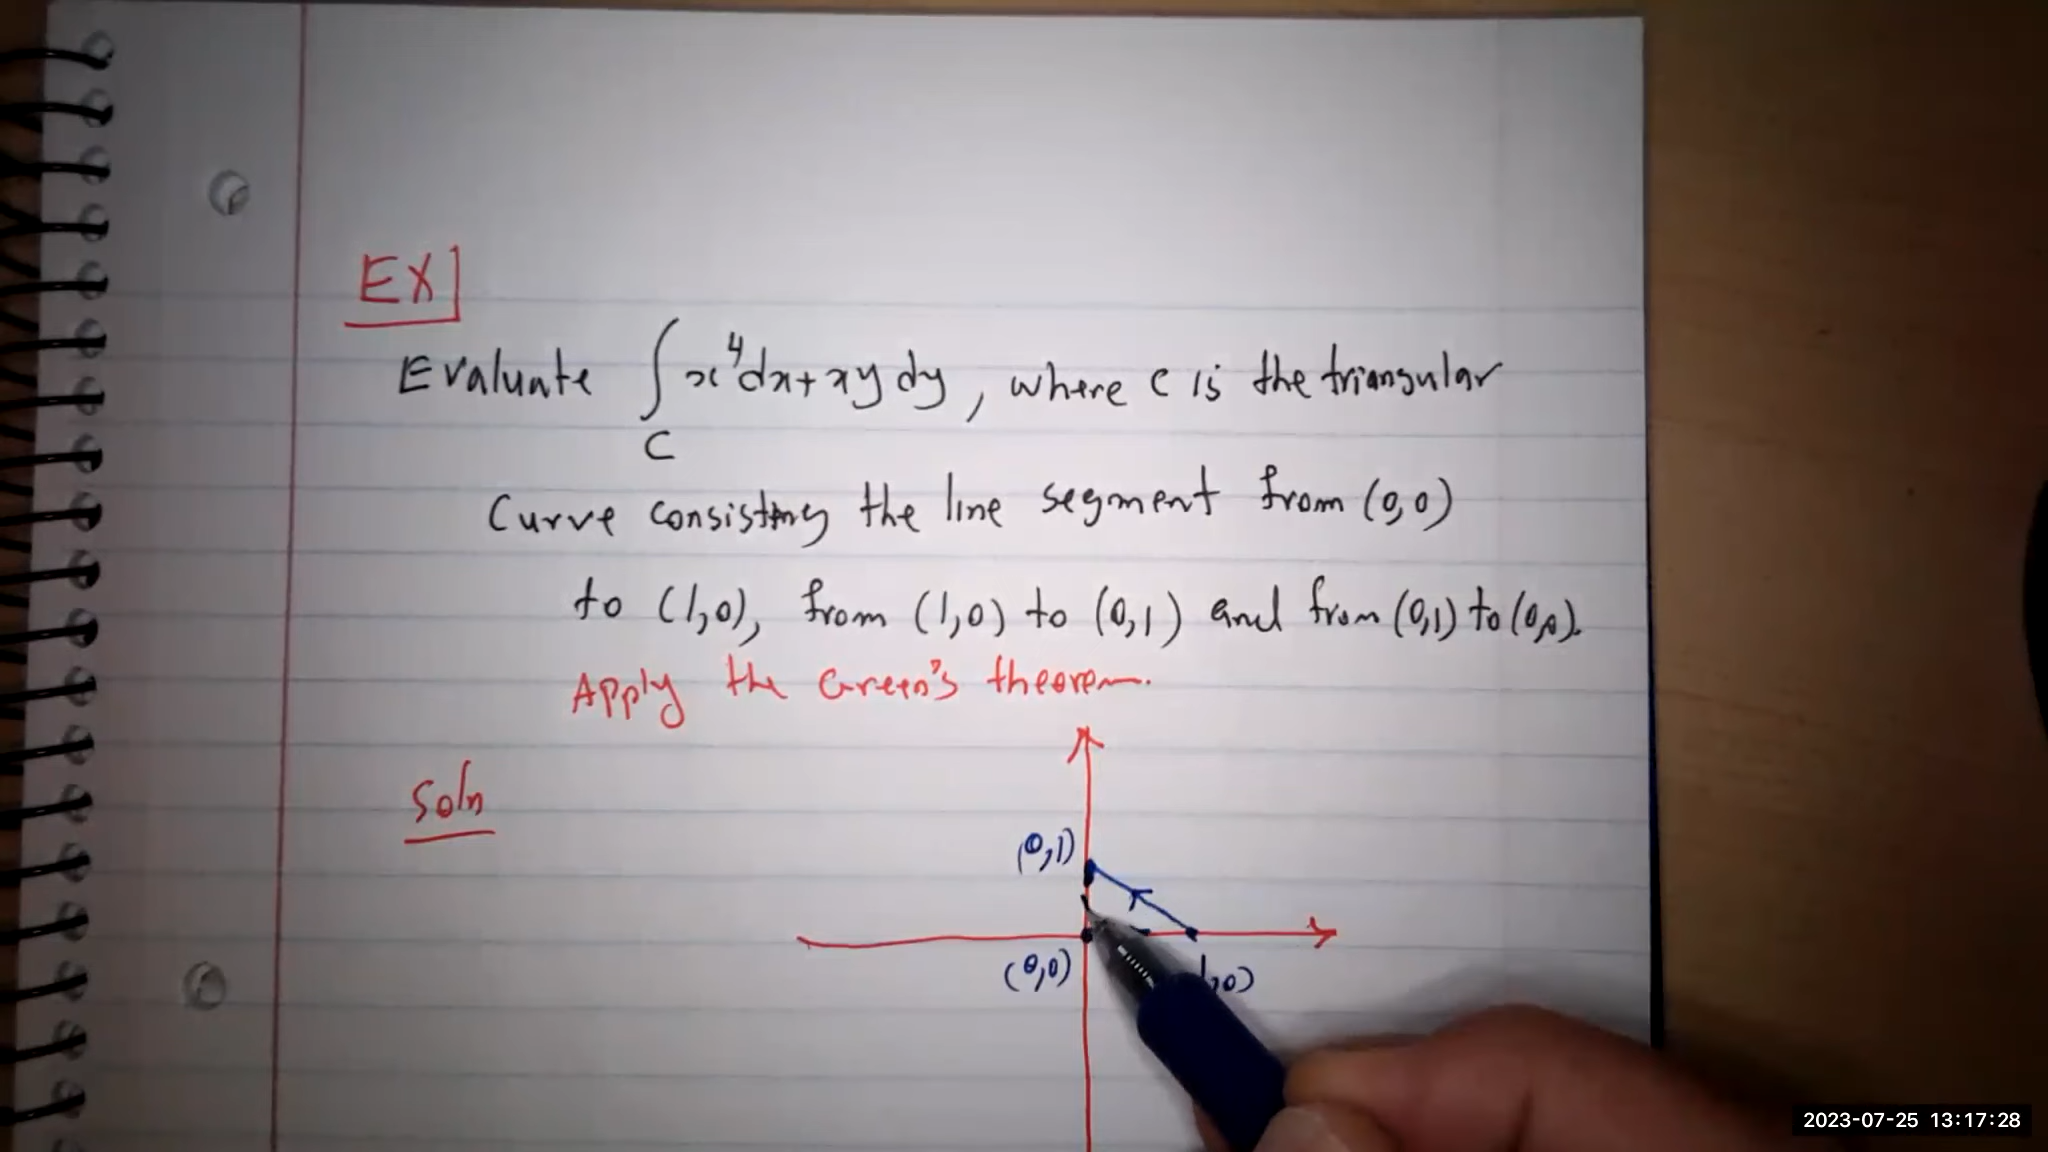 EX
Evaluate ∫ x⁴dx + xy dy, where C is the triangular
C
Curve consisting the line segment from (0,0)
to (1,0), from (1,0) to (0,1) and from (0,1) to (0,0).
Apply the Green's theorem.
Soln
(0,1)
(0,0)
,0)
2023-07-25 13:17:28